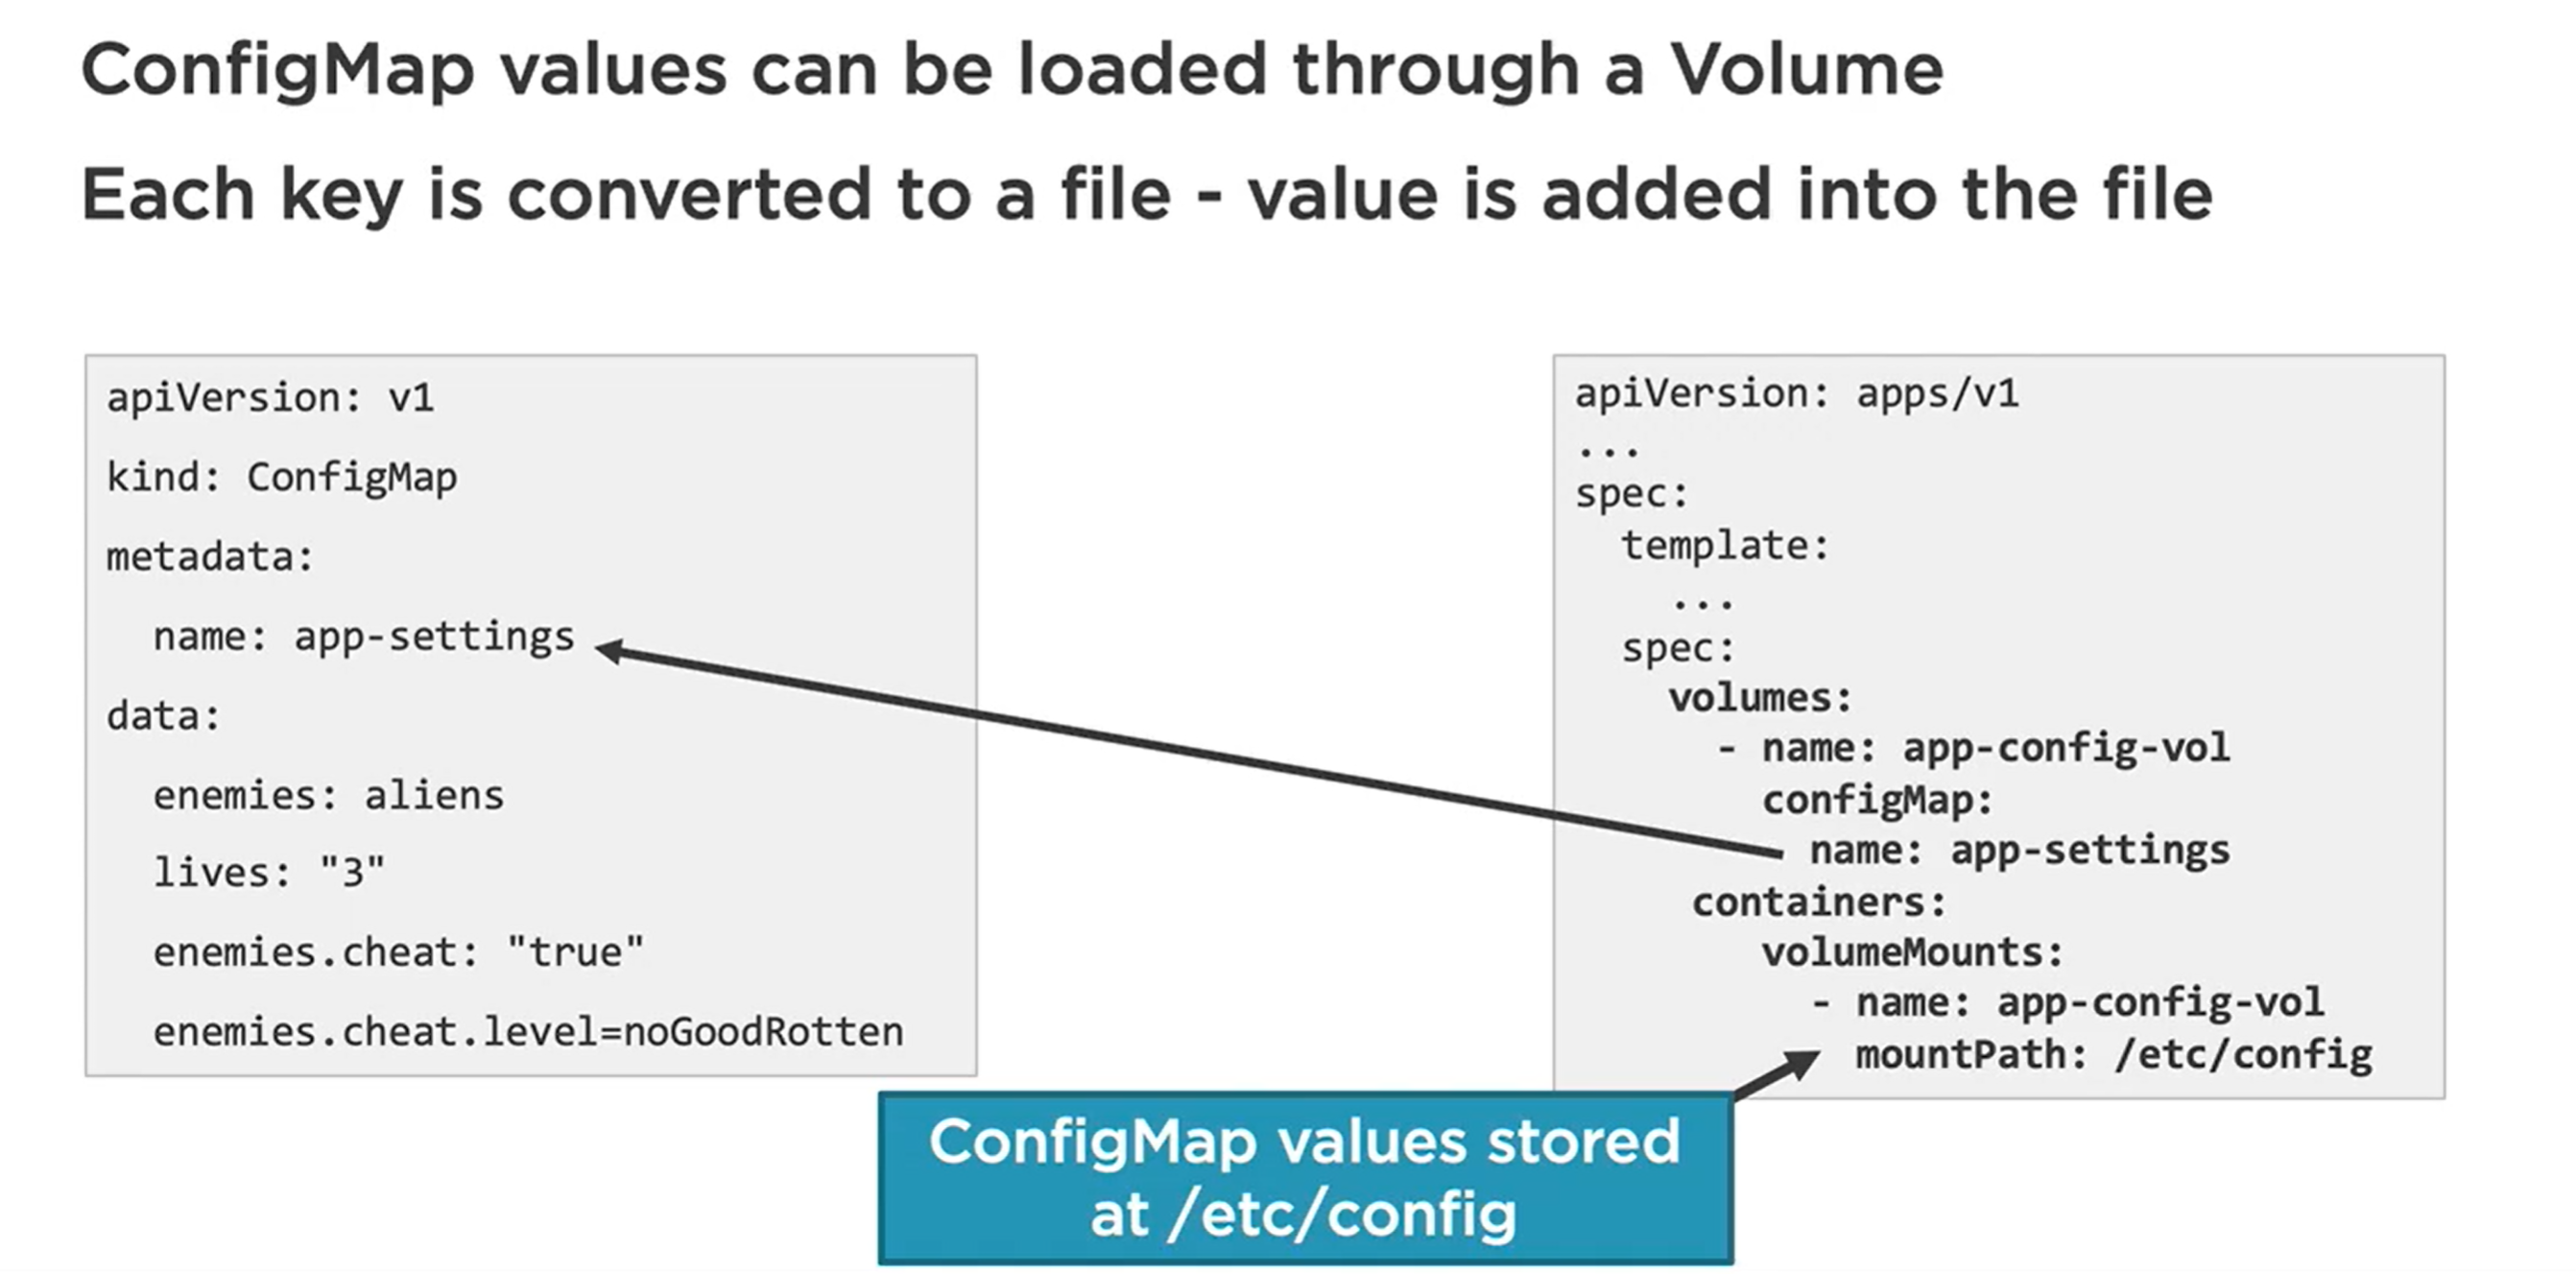 ConfigMap values can be loaded through a Volume
Each key is converted to a file - value is added into the file
apiVersion: v1
kind: ConfigMap
metadata:
  name: app-settings
data:
  enemies: aliens
  lives: "3"
  enemies.cheat: "true"
  enemies.cheat.level=noGoodRotten
apiVersion: apps/v1
...
spec:
  template:
    ...
  spec:
    volumes:
      - name: app-config-vol
        configMap:
          name: app-settings
     containers:
        volumeMounts:
          - name: app-config-vol
            mountPath: /etc/config
ConfigMap values stored
at /etc/config